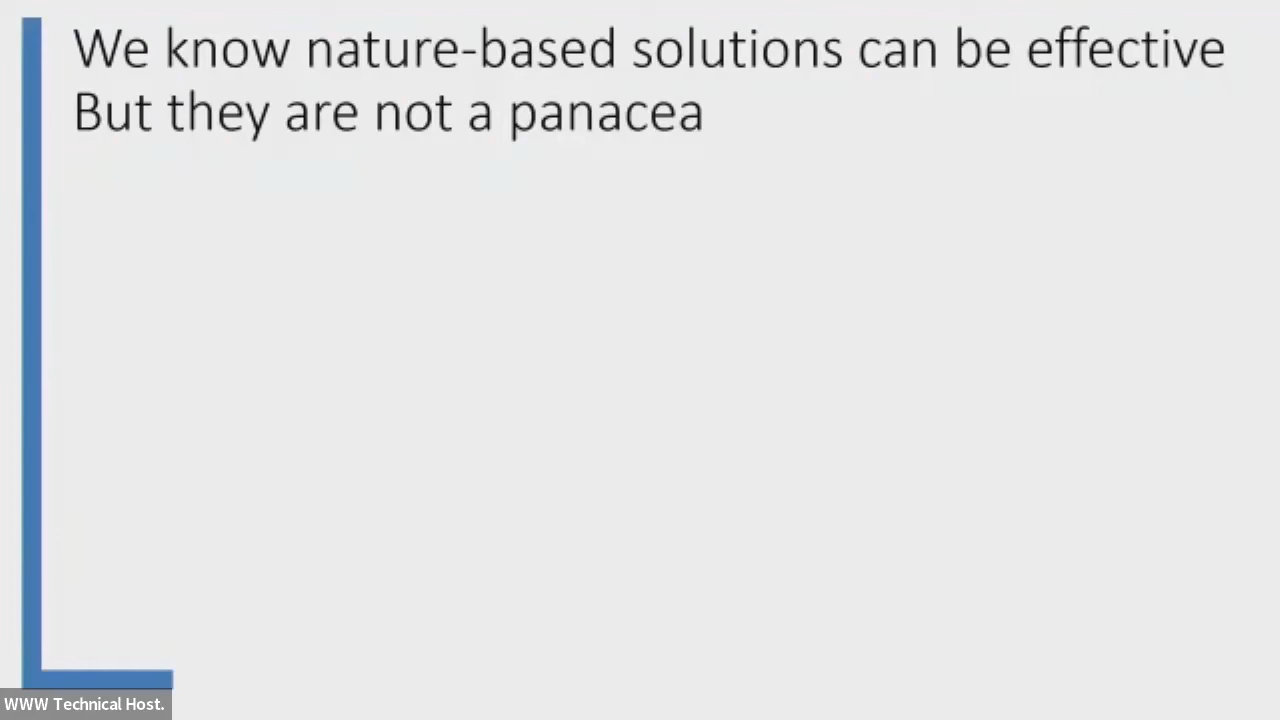 We know nature-based solutions can be effective
But they are not a panacea
WWW Technical Host.